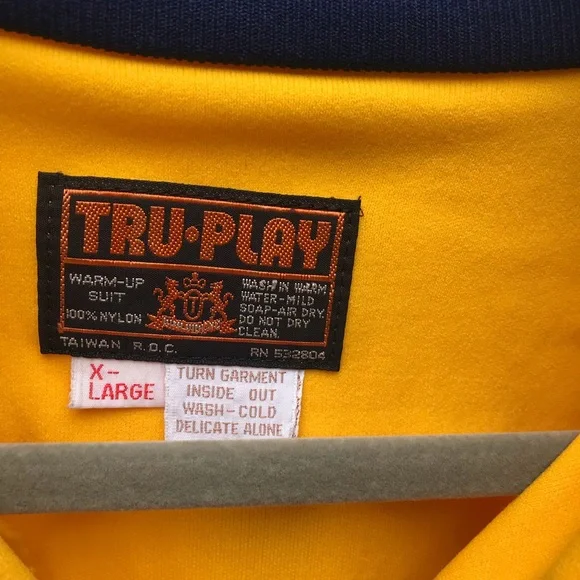 TRU•PLAY
WARM-UP
SUIT
100% NYLON
U
WASH IN WARM
WATER-MILD
SOAP-AIR DRY.
DO NOT DRY
CLEAN.
TAIWAN R.O.C.
RN 532804
X-
LARGE
TURN GARMENT
INSIDE OUT
WASH-COLD
DELICATE ALONE